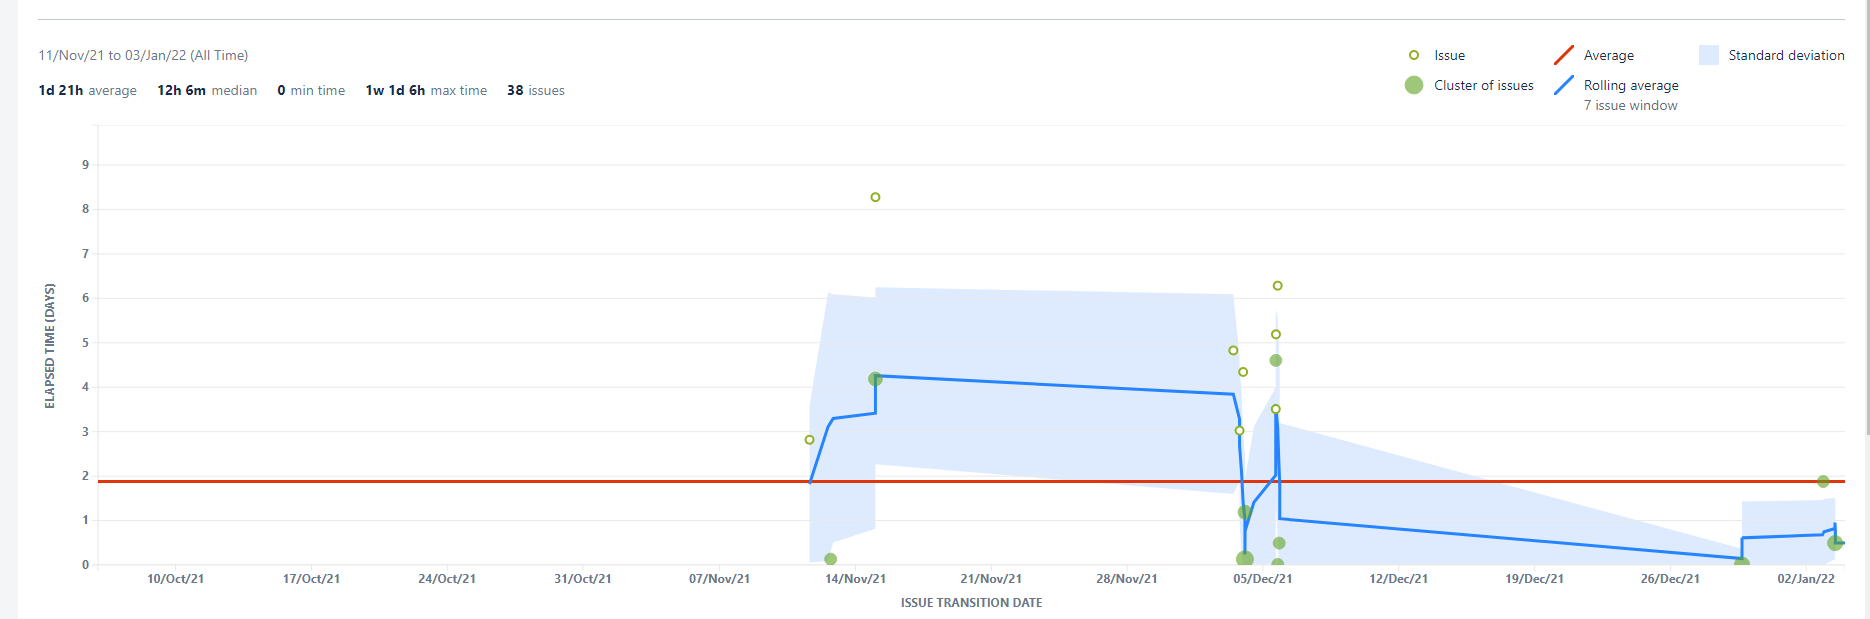 11/Nov/21 to 03/Jan/22 (All Time)
1d 21h average 12h 6m median 0 min time 1w 1d 6h max time 38 issues
Issue
Cluster of issues
Average
Rolling average
7 issue window
Standard deviation
ELAPSED TIME (DAYS)
9
8
7
6
5
4
3
2
1
0
10/Oct/21 17/Oct/21 24/Oct/21 31/Oct/21 07/Nov/21 14/Nov/21 21/Nov/21 28/Nov/21 05/Dec/21 12/Dec/21 19/Dec/21 26/Dec/21 02/Jan/22
ISSUE TRANSITION DATE